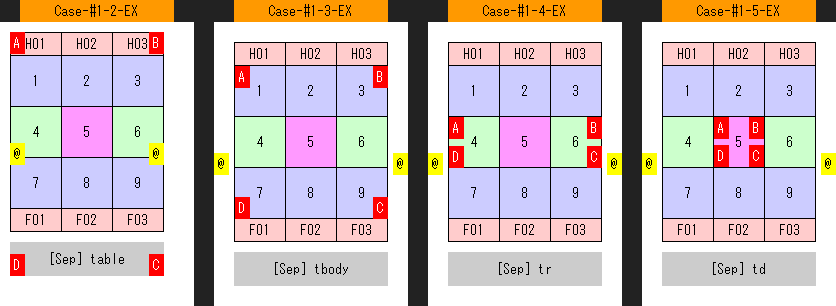 Case-#1-2-EX
A H01 H02 H03 B
1 2 3
4 5 6
@ @
7 8 9
F01 F02 F03
[Sep] table
D C
Case-#1-3-EX
H01 H02 H03
A B
1 2 3
4 5 6
@ @
7 8 9
D C
F01 F02 F03
[Sep] tbody
Case-#1-4-EX
H01 H02 H03
1 2 3
A B
4 5 6
D C
@ @
7 8 9
F01 F02 F03
[Sep] tr
Case-#1-5-EX
H01 H02 H03
1 2 3
A B
4 5 6
D C
@ @
7 8 9
F01 F02 F03
[Sep] td